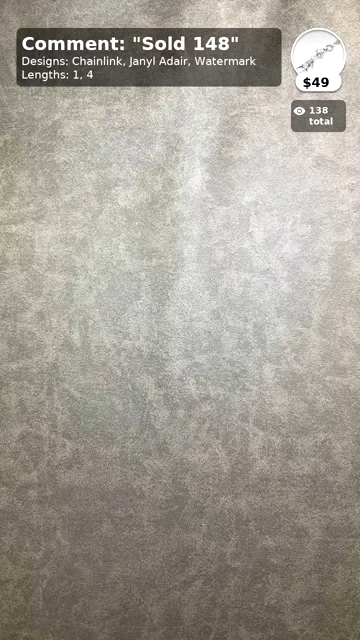 Comment: "Sold 148"
Designs: Chainlink, Janyl Adair, Watermark
Lengths: 1, 4
$49
138
total